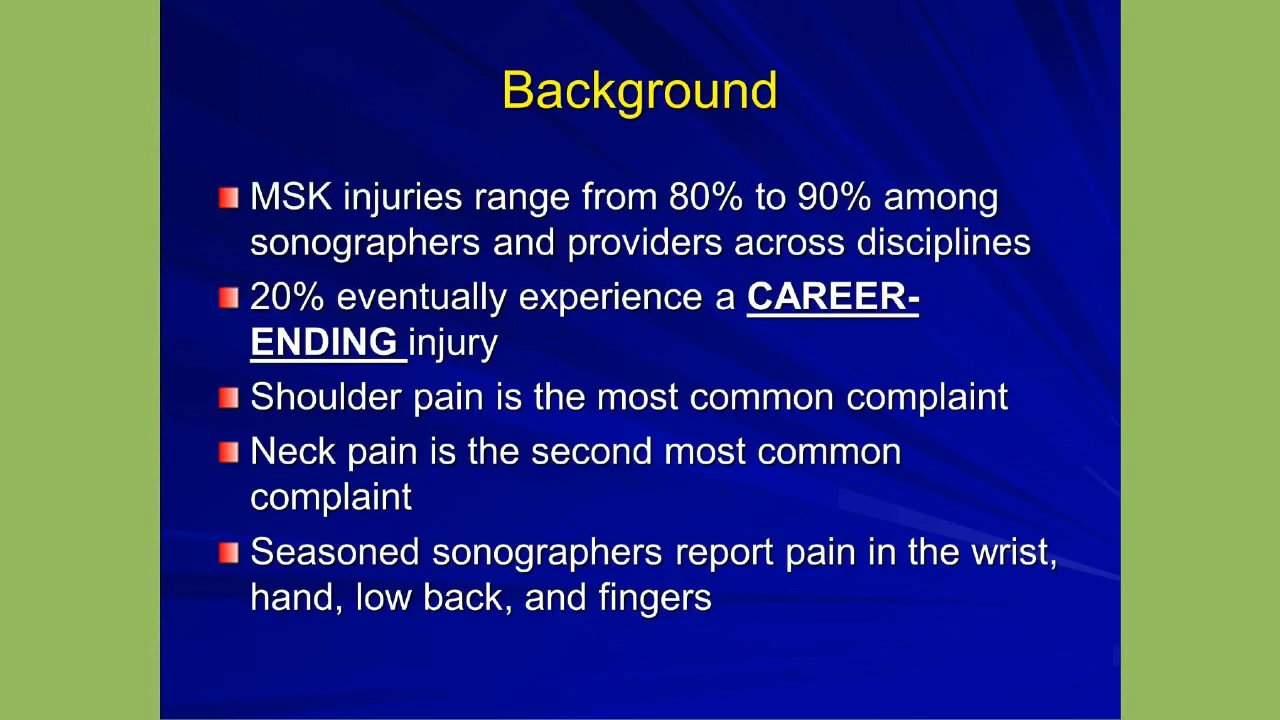 Background
MSK injuries range from 80% to 90% among
sonographers and providers across disciplines
20% eventually experience a CAREER-
ENDING injury
Shoulder pain is the most common complaint
Neck pain is the second most common
complaint
Seasoned sonographers report pain in the wrist,
hand, low back, and fingers